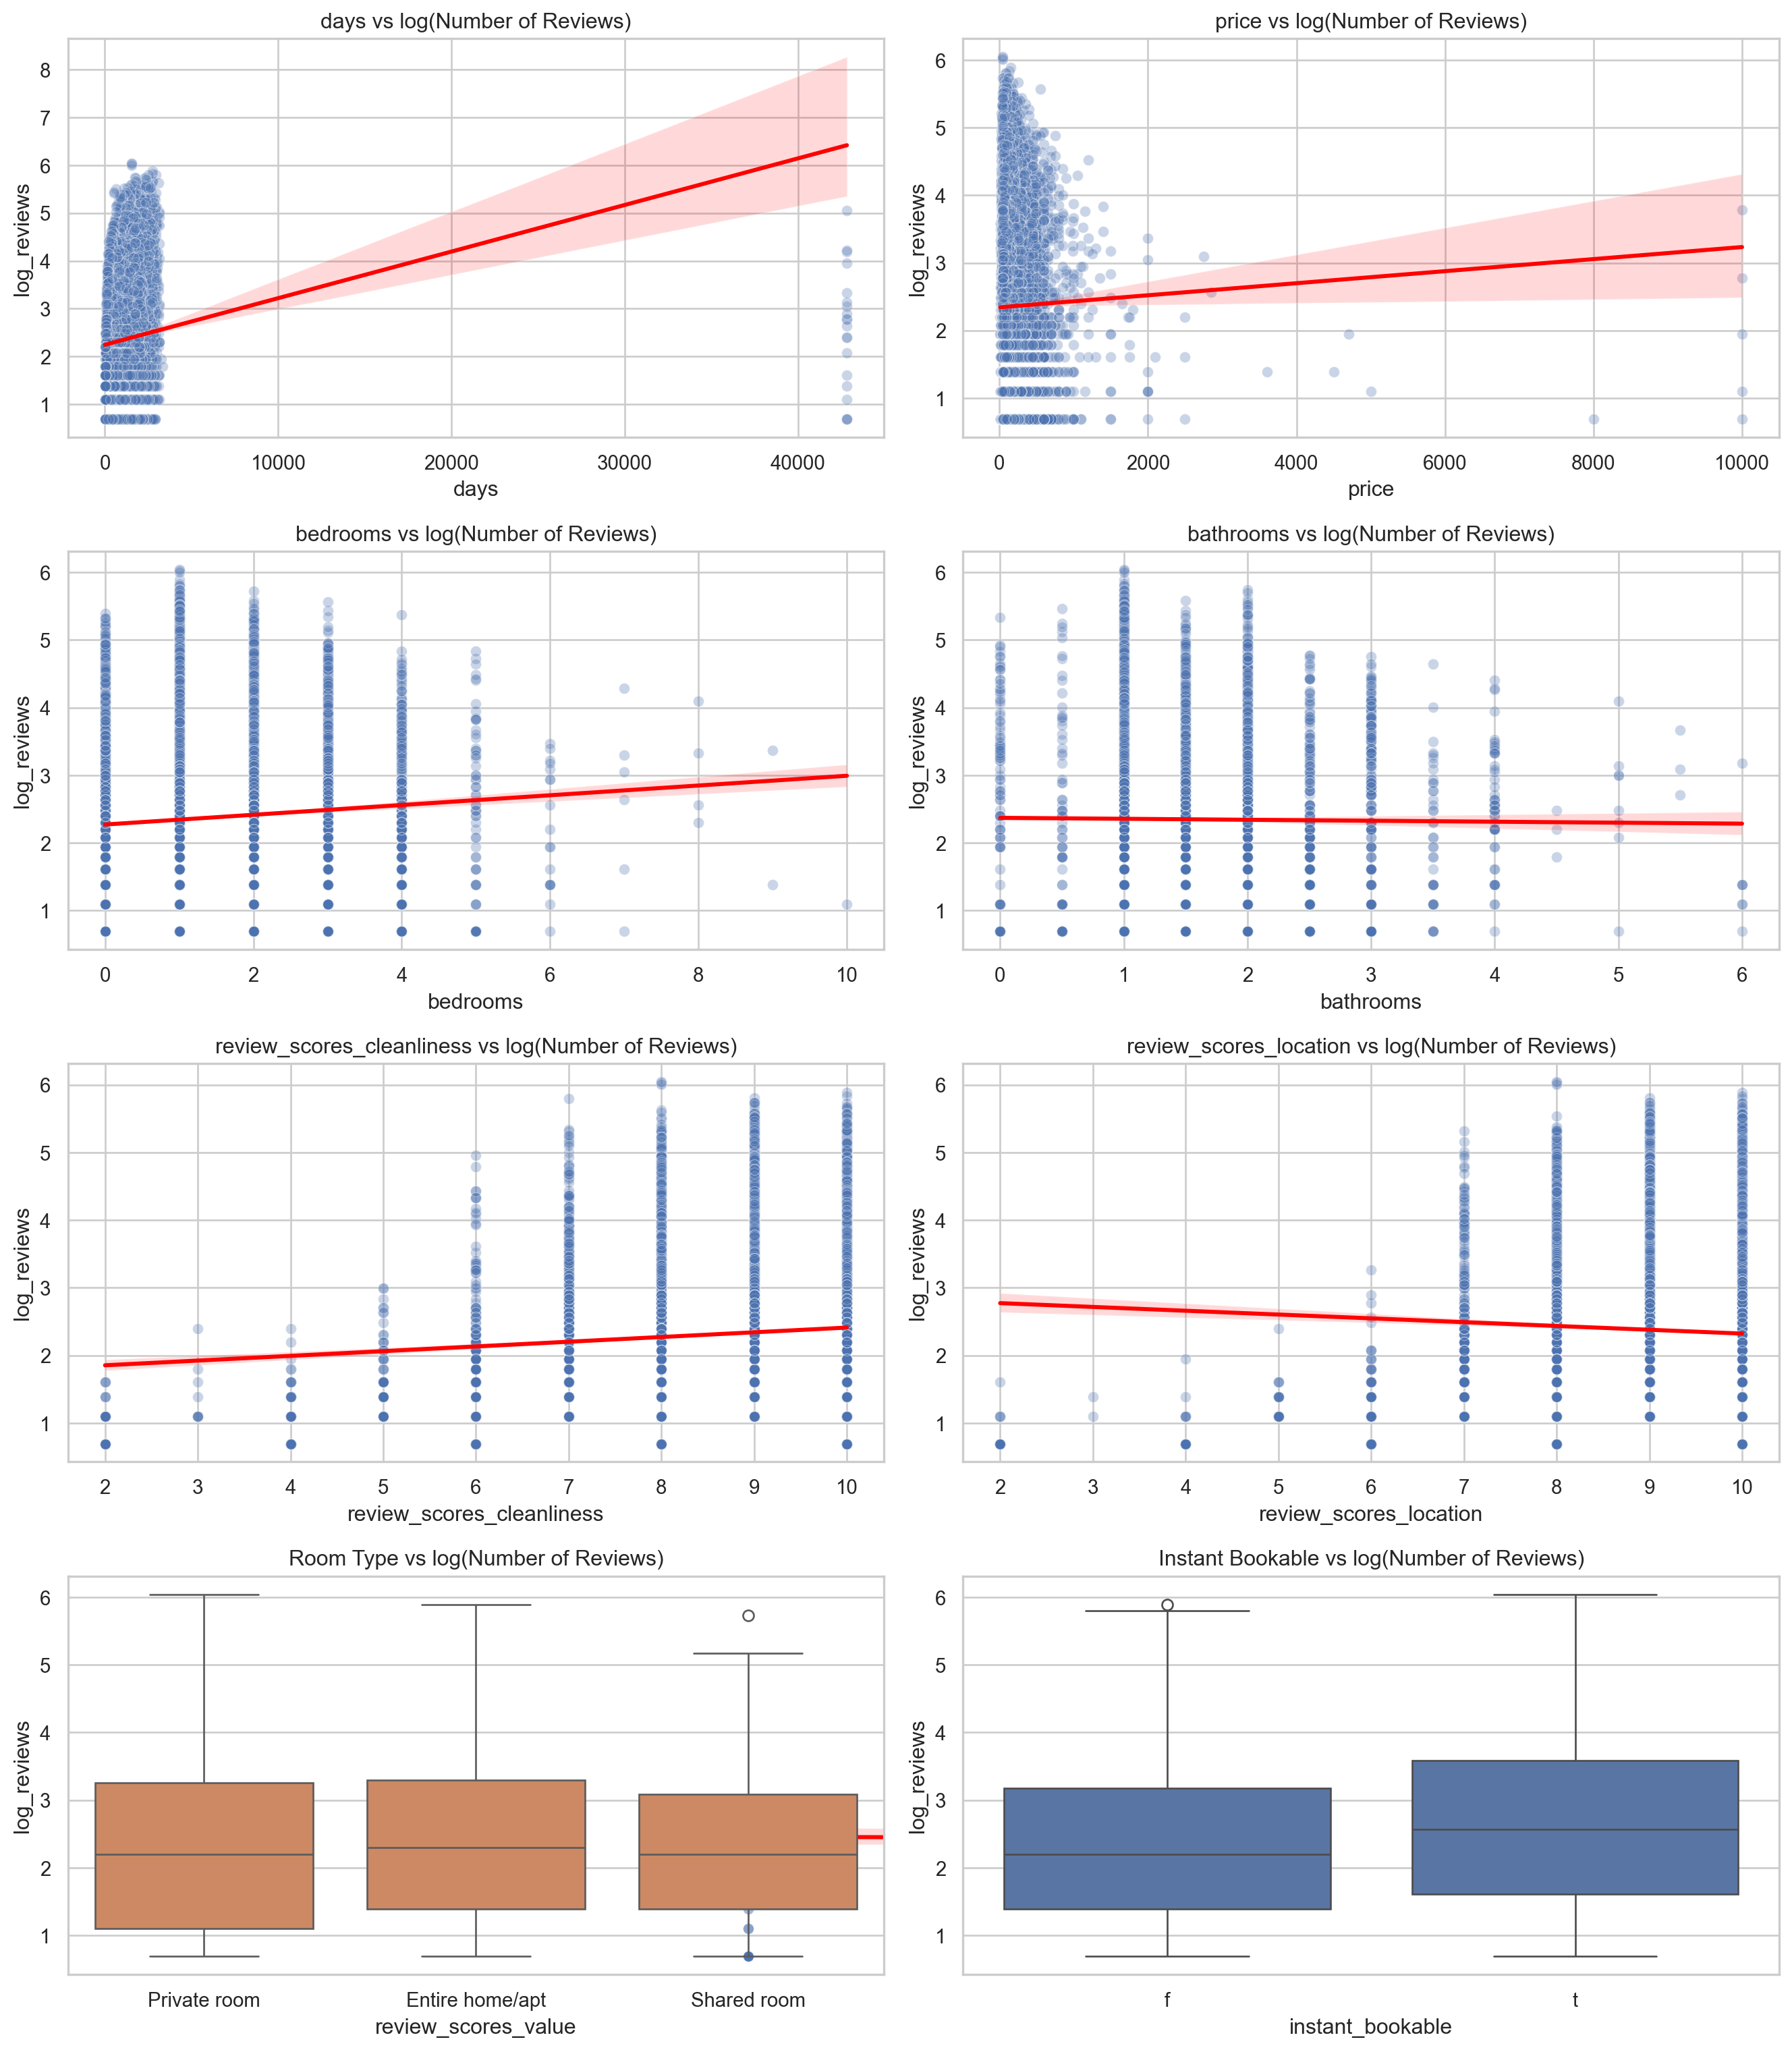 days vs log(Number of Reviews)
log_reviews
8
7
6
5
4
3
2
1
0 10000 20000 30000 40000
days
price vs log(Number of Reviews)
log_reviews
6
5
4
3
2
1
0 2000 4000 6000 8000 10000
price
bedrooms vs log(Number of Reviews)
log_reviews
6
5
4
3
2
1
0 2 4 6 8 10
bedrooms
bathrooms vs log(Number of Reviews)
log_reviews
6
5
4
3
2
1
0 1 2 3 4 5 6
bathrooms
review_scores_cleanliness vs log(Number of Reviews)
log_reviews
6
5
4
3
2
1
2 3 4 5 6 7 8 9 10
review_scores_cleanliness
review_scores_location vs log(Number of Reviews)
log_reviews
6
5
4
3
2
1
2 3 4 5 6 7 8 9 10
review_scores_location
Room Type vs log(Number of Reviews)
log_reviews
6
5
4
3
2
1
Private room Entire home/apt Shared room
review_scores_value
Instant Bookable vs log(Number of Reviews)
log_reviews
6
5
4
3
2
1
f t
instant_bookable